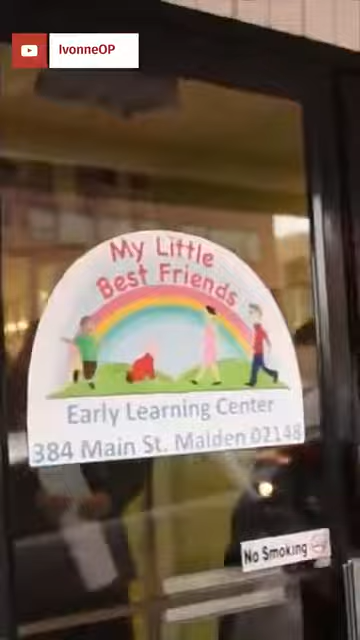 IvonneOP
My Little
Best Friends
Early Learning Center
384 Main St. Malden 02148
No Smoking